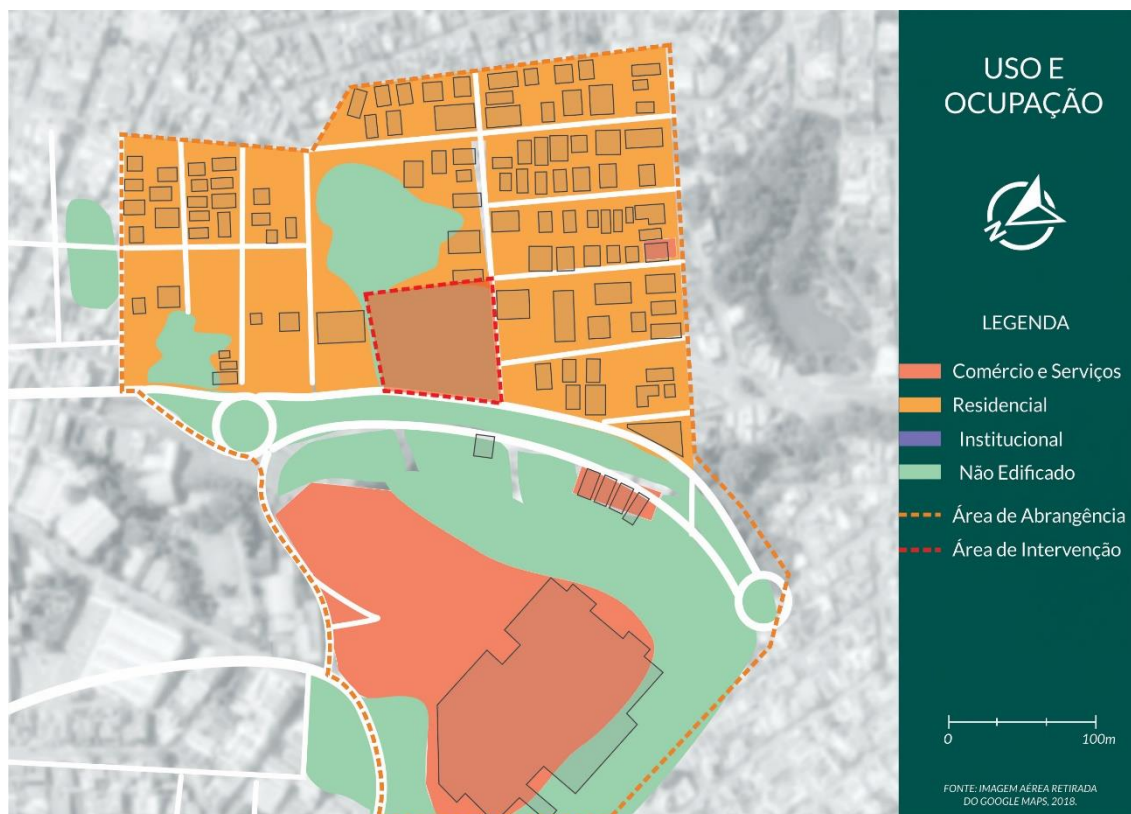 USO E
OCUPAÇÃO
N
LEGENDA
Comércio e Serviços
Residencial
Institucional
Não Edificado
Área de Abrangência
Área de Intervenção
0
100m
FONTE: IMAGEM AÉREA RETIRADA
DO GOOGLE MAPS, 2018.